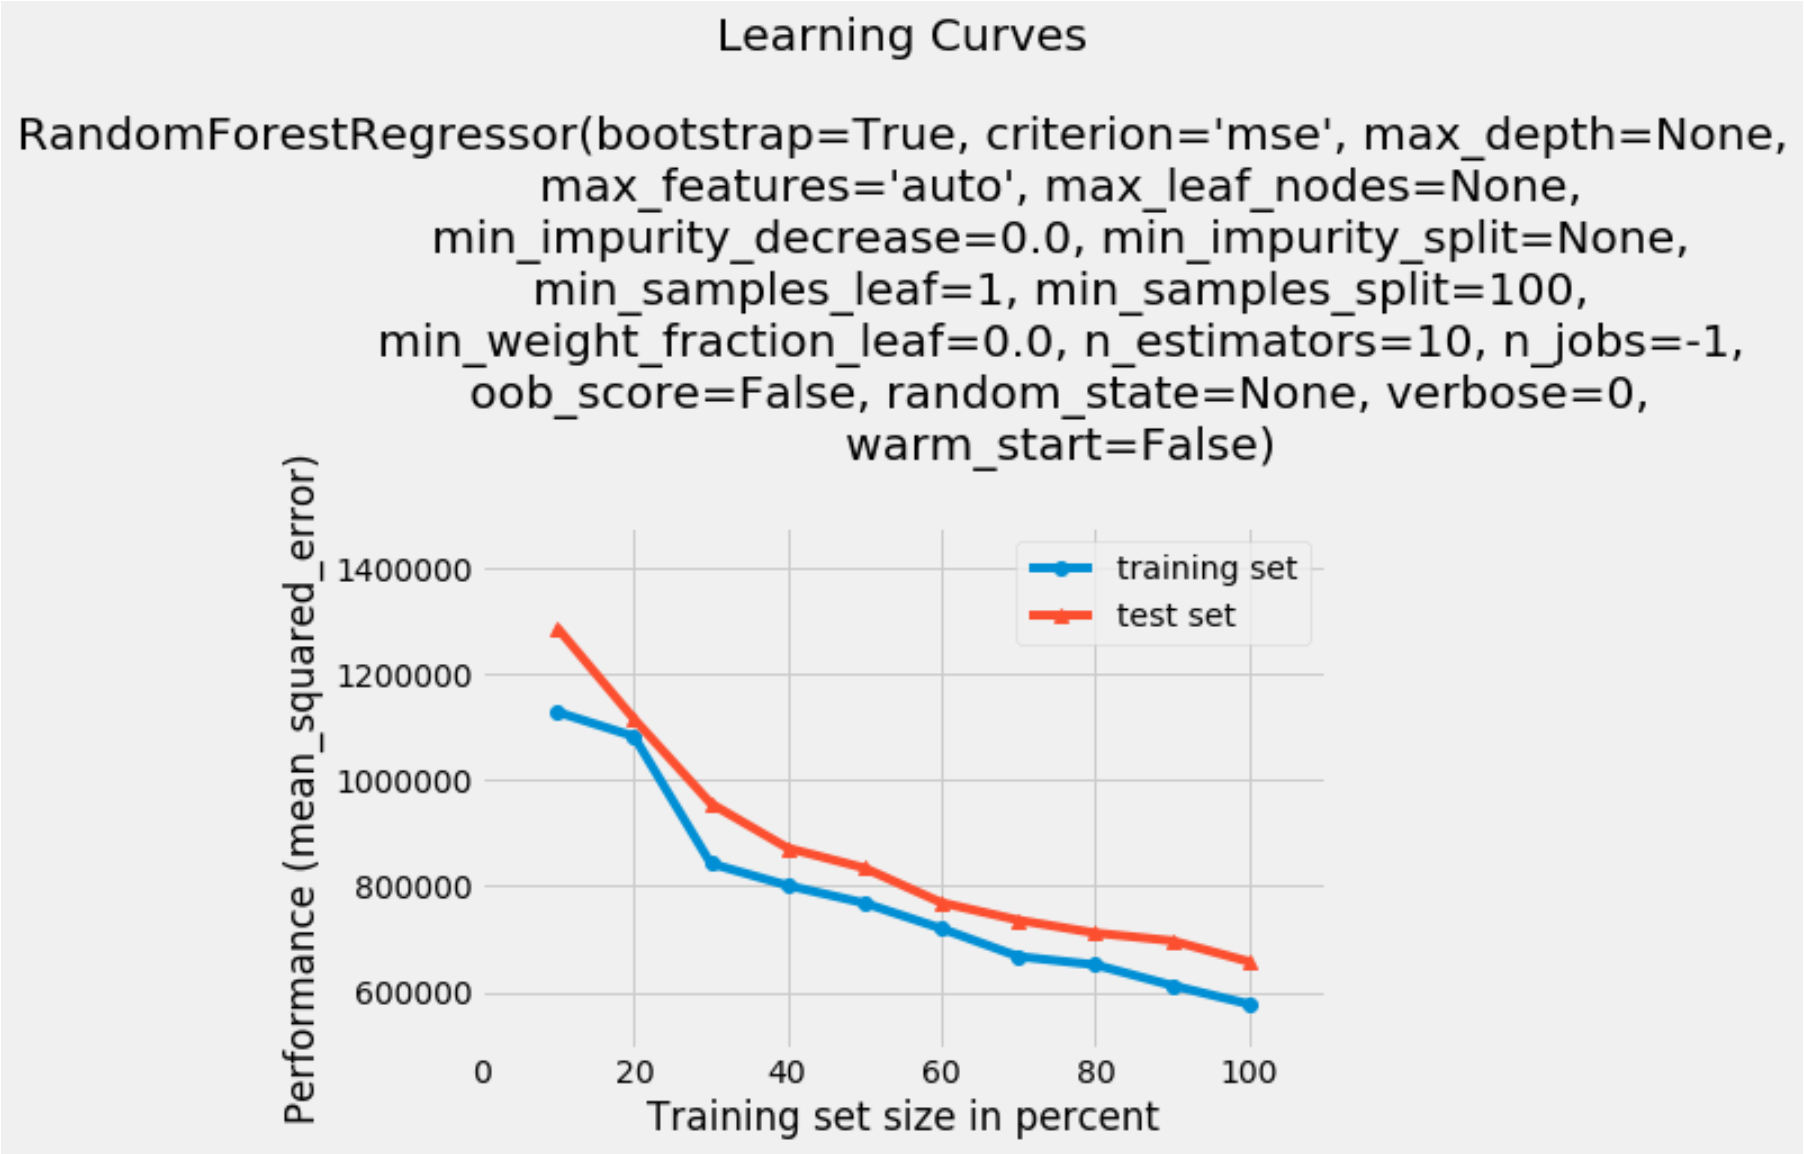 Learning Curves
RandomForestRegressor(bootstrap=True, criterion='mse', max_depth=None,
max_features='auto', max_leaf_nodes=None,
min_impurity_decrease=0.0, min_impurity_split=None,
min_samples_leaf=1, min_samples_split=100,
min_weight_fraction_leaf=0.0, n_estimators=10, n_jobs=-1,
oob_score=False, random_state=None, verbose=0,
warm_start=False)
Performance (mean_squared_error)
1400000
1200000
1000000
800000
600000
training set
test set
0 20 40 60 80 100
Training set size in percent